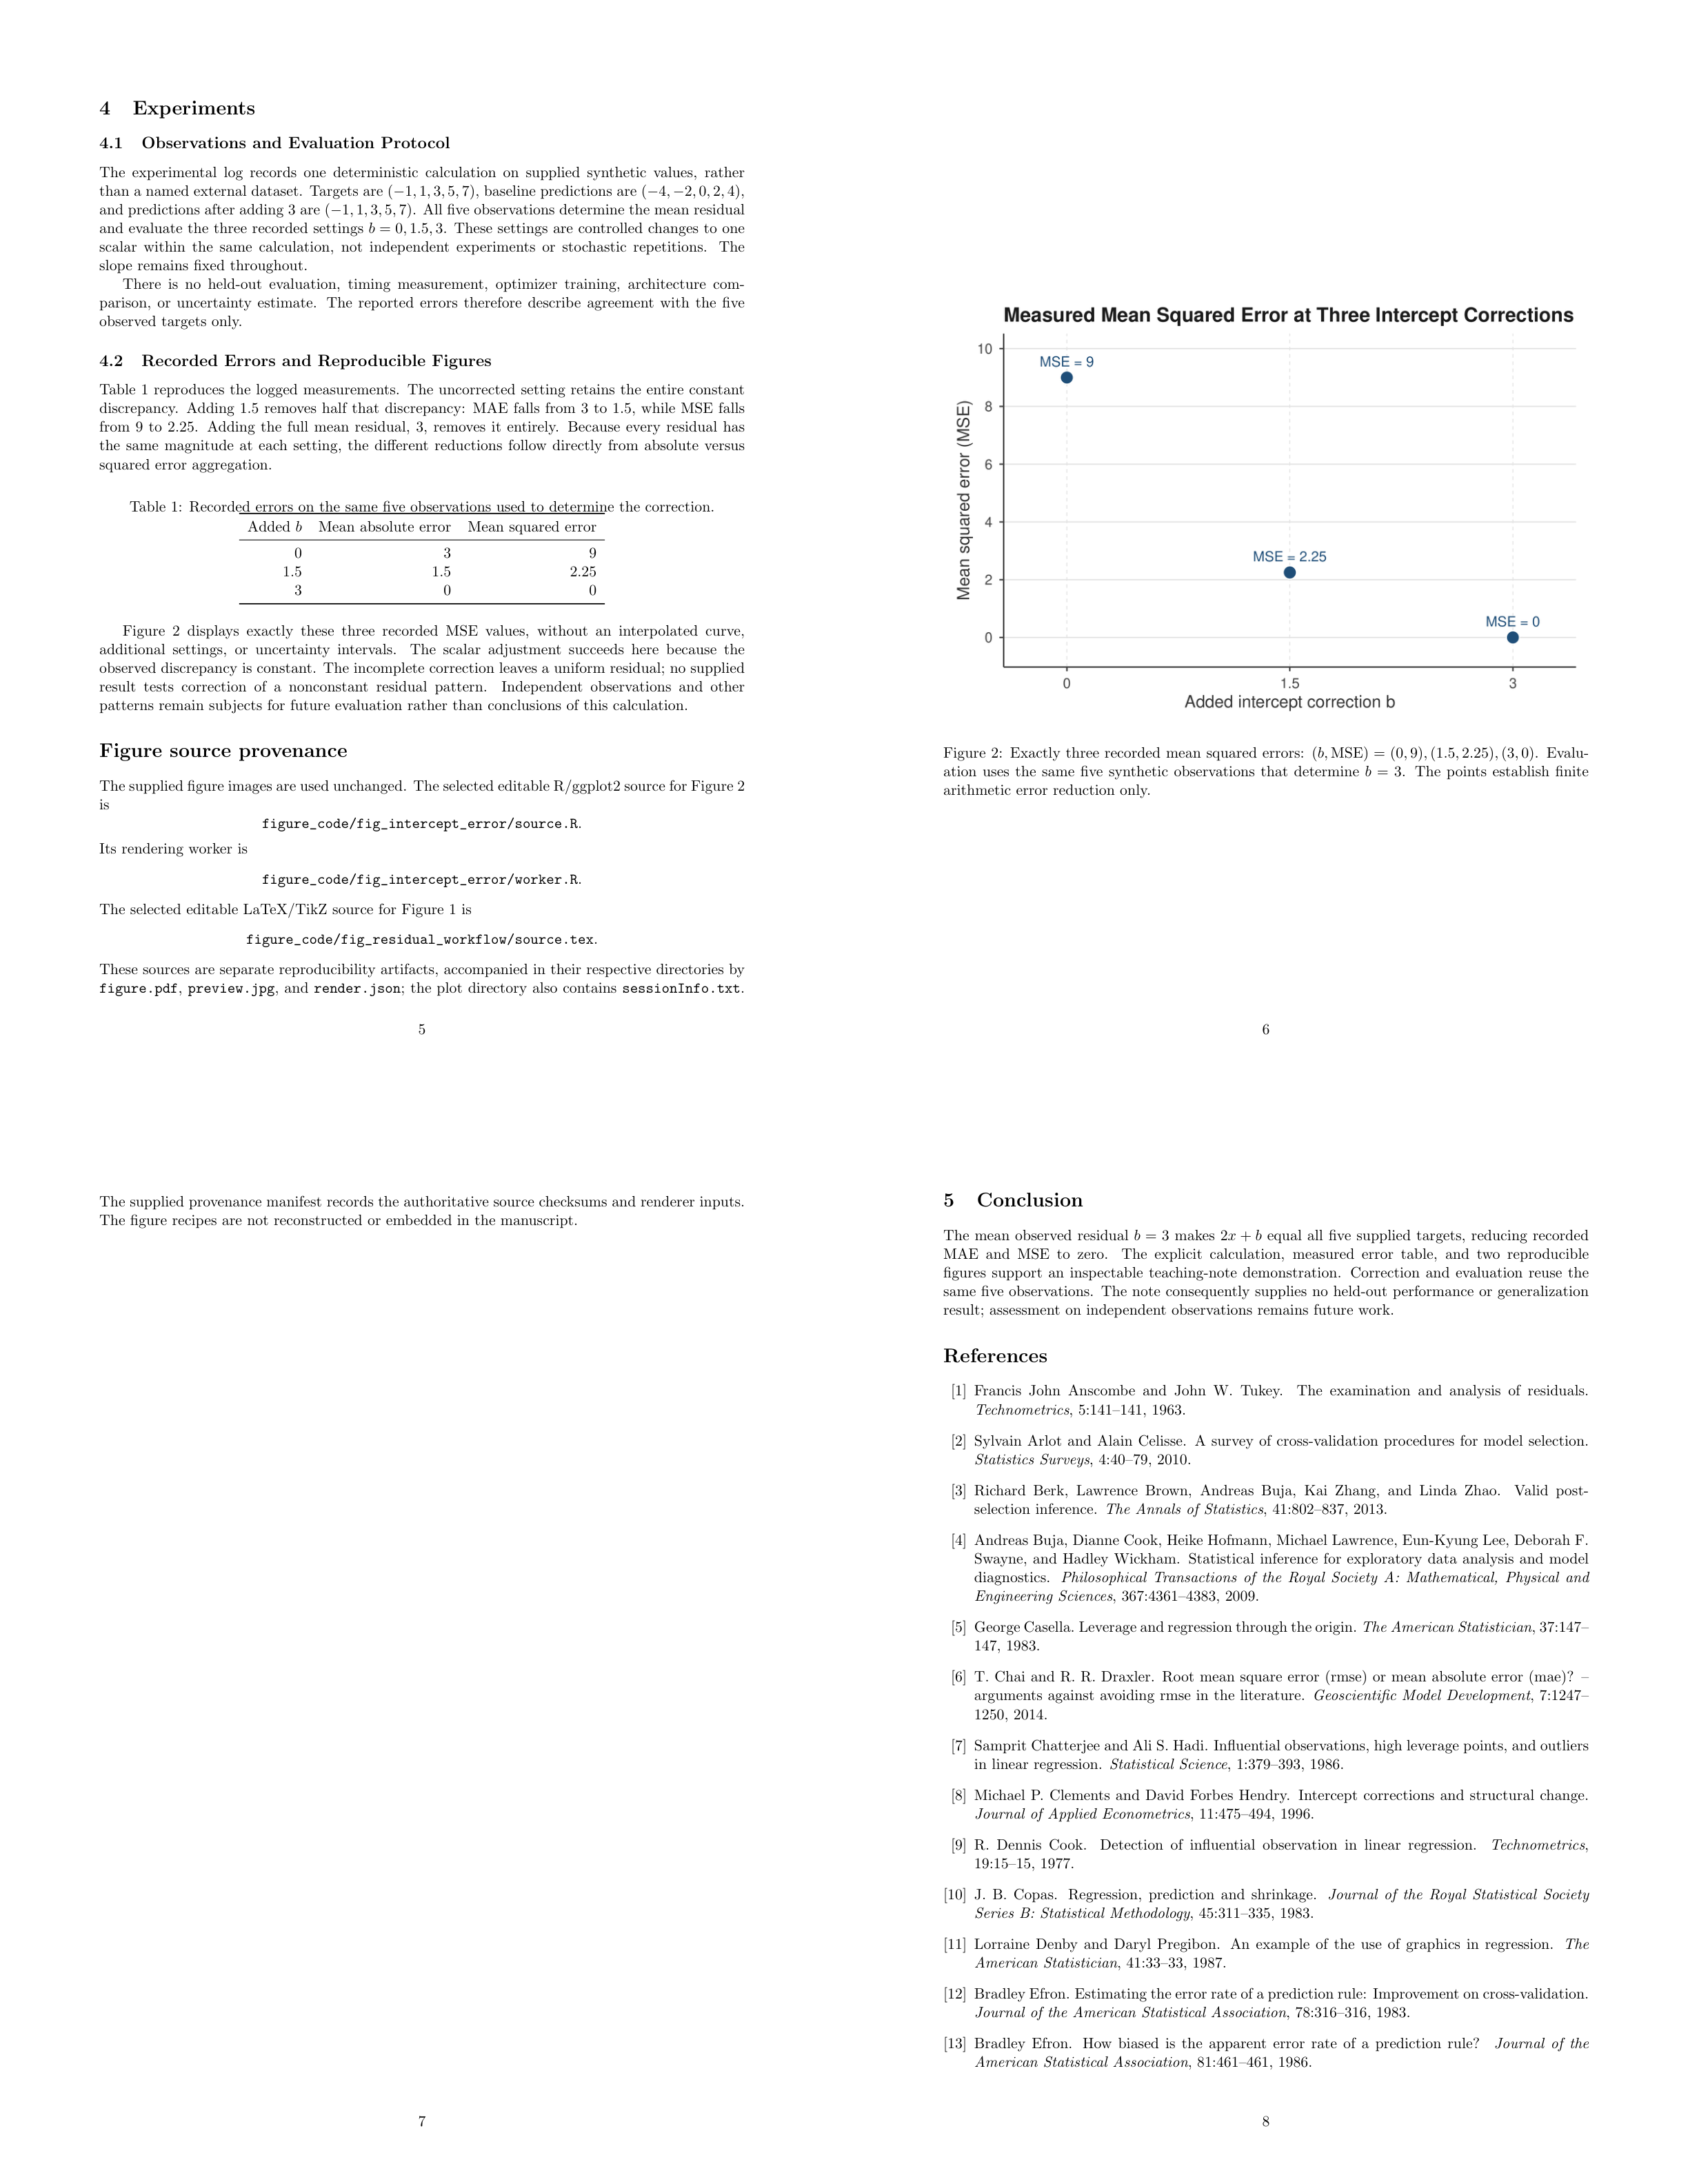 4 Experiments
4.1 Observations and Evaluation Protocol
The experimental log records one deterministic calculation on supplied synthetic values, rather
than a named external dataset. Targets are (−1, 1, 3, 5, 7), baseline predictions are (−4, −2, 0, 2, 4),
and predictions after adding 3 are (−1, 1, 3, 5, 7). All five observations determine the mean residual
and evaluate the three recorded settings b = 0, 1.5, 3. These settings are controlled changes to one
scalar within the same calculation, not independent experiments or stochastic repetitions. The
slope remains fixed throughout.
There is no held-out evaluation, timing measurement, optimizer training, architecture com-
parison, or uncertainty estimate. The reported errors therefore describe agreement with the five
observed targets only.
4.2 Recorded Errors and Reproducible Figures
Table 1 reproduces the logged measurements. The uncorrected setting retains the entire constant
discrepancy. Adding 1.5 removes half that discrepancy: MAE falls from 3 to 1.5, while MSE falls
from 9 to 2.25. Adding the full mean residual, 3, removes it entirely. Because every residual has
the same magnitude at each setting, the different reductions follow directly from absolute versus
squared error aggregation.
Table 1: Recorded errors on the same five observations used to determine the correction.
Added b Mean absolute error Mean squared error
0 3 9
1.5 1.5 2.25
3 0 0
Figure 2 displays exactly these three recorded MSE values, without an interpolated curve,
additional settings, or uncertainty intervals. The scalar adjustment succeeds here because the
observed discrepancy is constant. The incomplete correction leaves a uniform residual; no supplied
result tests correction of a nonconstant residual pattern. Independent observations and other
patterns remain subjects for future evaluation rather than conclusions of this calculation.
Figure source provenance
The supplied figure images are used unchanged. The selected editable R/ggplot2 source for Figure 2
is
figure_code/fig_intercept_error/source.R.
Its rendering worker is
figure_code/fig_intercept_error/worker.R.
The selected editable LaTeX/TikZ source for Figure 1 is
figure_code/fig_residual_workflow/source.tex.
These sources are separate reproducibility artifacts, accompanied in their respective directories by
figure.pdf, preview.jpg, and render.json; the plot directory also contains sessionInfo.txt.
5
Measured Mean Squared Error at Three Intercept Corrections
Mean squared error (MSE)
10
8
6
4
2
0
MSE = 9
MSE = 2.25
MSE = 0
0 1.5 3
Added intercept correction b
Figure 2: Exactly three recorded mean squared errors: (b, MSE) = (0, 9), (1.5, 2.25), (3, 0). Evalu-
ation uses the same five synthetic observations that determine b = 3. The points establish finite
arithmetic error reduction only.
6
The supplied provenance manifest records the authoritative source checksums and renderer inputs.
The figure recipes are not reconstructed or embedded in the manuscript.
7
5 Conclusion
The mean observed residual b = 3 makes 2x + b equal all five supplied targets, reducing recorded
MAE and MSE to zero. The explicit calculation, measured error table, and two reproducible
figures support an inspectable teaching-note demonstration. Correction and evaluation reuse the
same five observations. The note consequently supplies no held-out performance or generalization
result; assessment on independent observations remains future work.
References
[1] Francis John Anscombe and John W. Tukey. The examination and analysis of residuals.
Technometrics, 5:141–141, 1963.
[2] Sylvain Arlot and Alain Celisse. A survey of cross-validation procedures for model selection.
Statistics Surveys, 4:40–79, 2010.
[3] Richard Berk, Lawrence Brown, Andreas Buja, Kai Zhang, and Linda Zhao. Valid post-
selection inference. The Annals of Statistics, 41:802–837, 2013.
[4] Andreas Buja, Dianne Cook, Heike Hofmann, Michael Lawrence, Eun-Kyung Lee, Deborah F.
Swayne, and Hadley Wickham. Statistical inference for exploratory data analysis and model
diagnostics. Philosophical Transactions of the Royal Society A: Mathematical, Physical and
Engineering Sciences, 367:4361–4383, 2009.
[5] George Casella. Leverage and regression through the origin. The American Statistician, 37:147–
147, 1983.
[6] T. Chai and R. R. Draxler. Root mean square error (rmse) or mean absolute error (mae)? –
arguments against avoiding rmse in the literature. Geoscientific Model Development, 7:1247–
1250, 2014.
[7] Samprit Chatterjee and Ali S. Hadi. Influential observations, high leverage points, and outliers
in linear regression. Statistical Science, 1:379–393, 1986.
[8] Michael P. Clements and David Forbes Hendry. Intercept corrections and structural change.
Journal of Applied Econometrics, 11:475–494, 1996.
[9] R. Dennis Cook. Detection of influential observation in linear regression. Technometrics,
19:15–15, 1977.
[10] J. B. Copas. Regression, prediction and shrinkage. Journal of the Royal Statistical Society
Series B: Statistical Methodology, 45:311–335, 1983.
[11] Lorraine Denby and Daryl Pregibon. An example of the use of graphics in regression. The
American Statistician, 41:33–33, 1987.
[12] Bradley Efron. Estimating the error rate of a prediction rule: Improvement on cross-validation.
Journal of the American Statistical Association, 78:316–316, 1983.
[13] Bradley Efron. How biased is the apparent error rate of a prediction rule? Journal of the
American Statistical Association, 81:461–461, 1986.
8